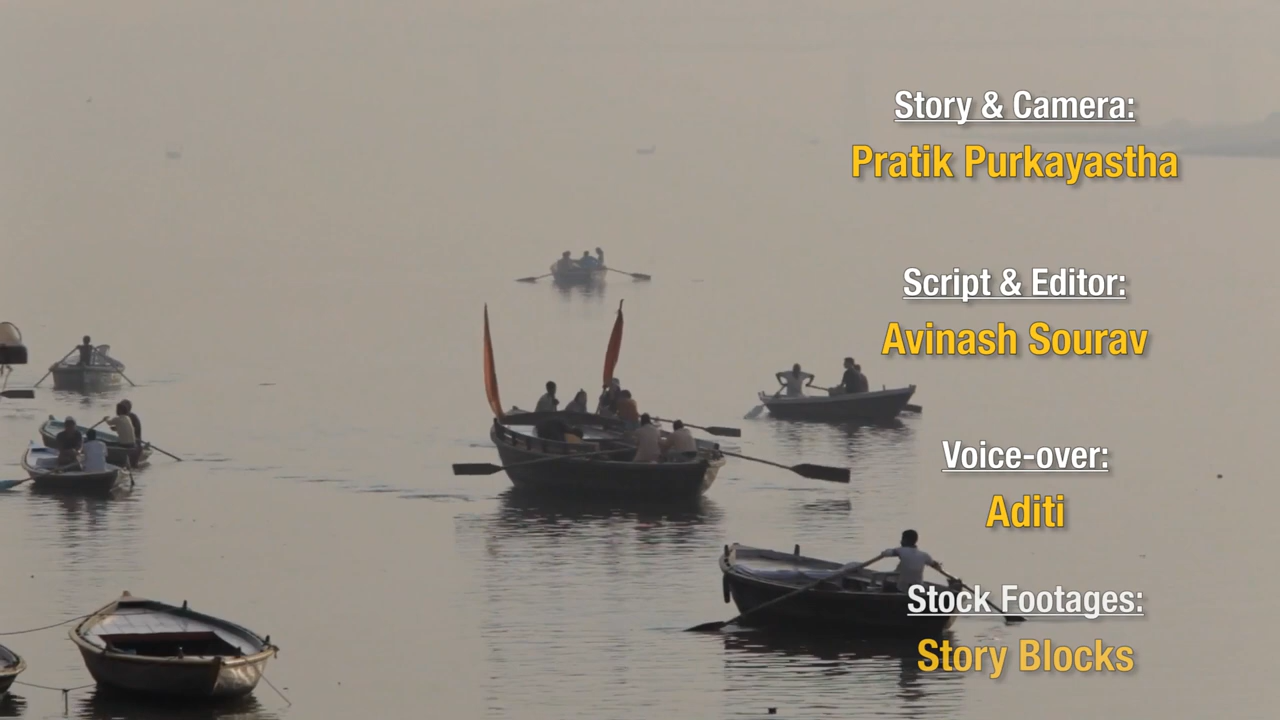 Story & Camera:
Pratik Purkayastha
Script & Editor:
Avinash Sourav
Voice-over:
Aditi
Stock Footages:
Story Blocks